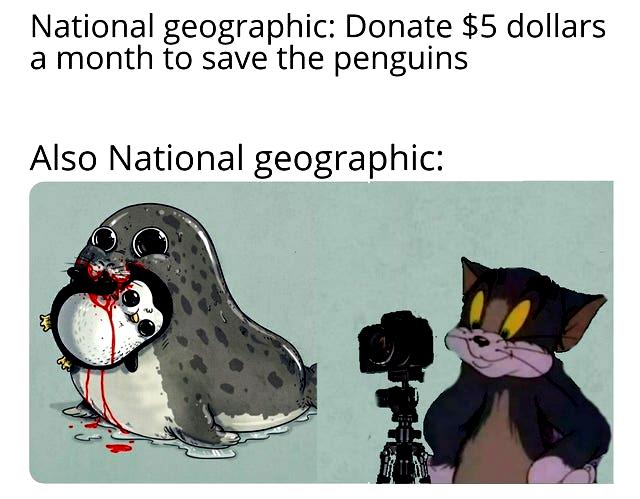 National geographic: Donate $5 dollars
a month to save the penguins
Also National geographic: